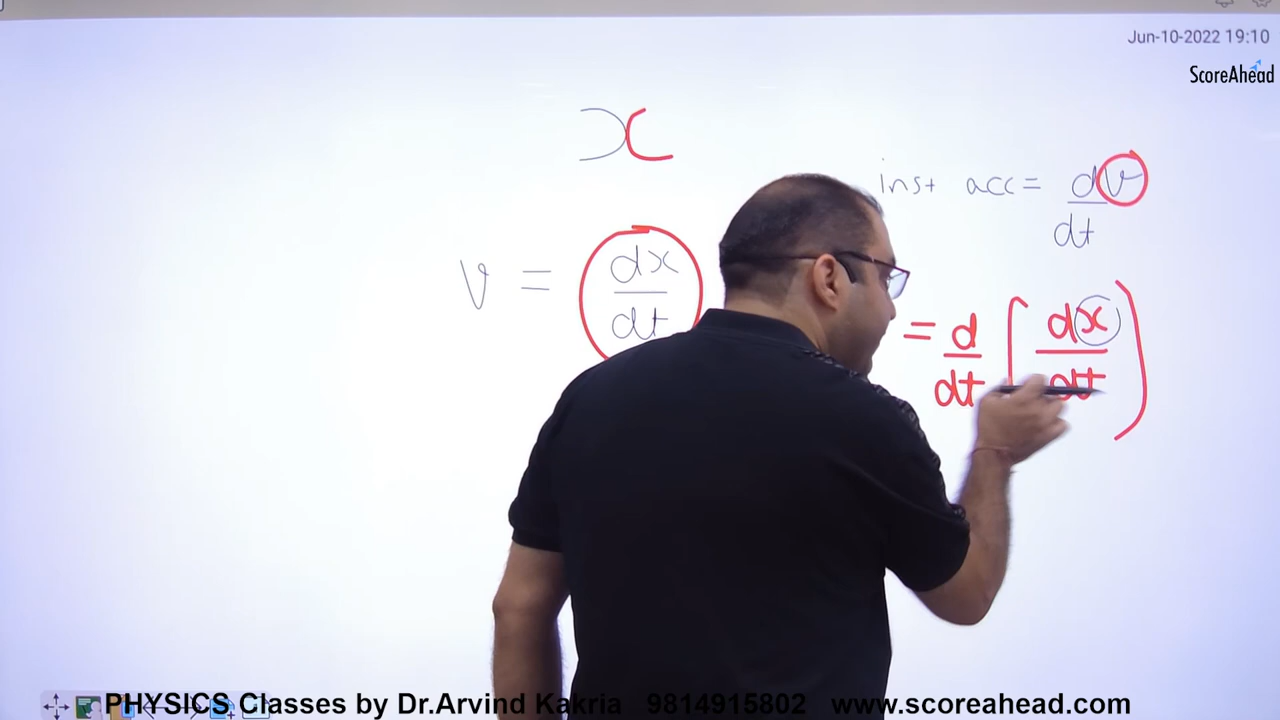 Jun-10-2022 19:10
ScoreAhead
x
inst acc = dv
dt
v = dx
dt
= d ( dx )
dt dt
PHYSICS Classes by Dr.Arvind Kakria 9814915802 www.scoreahead.com